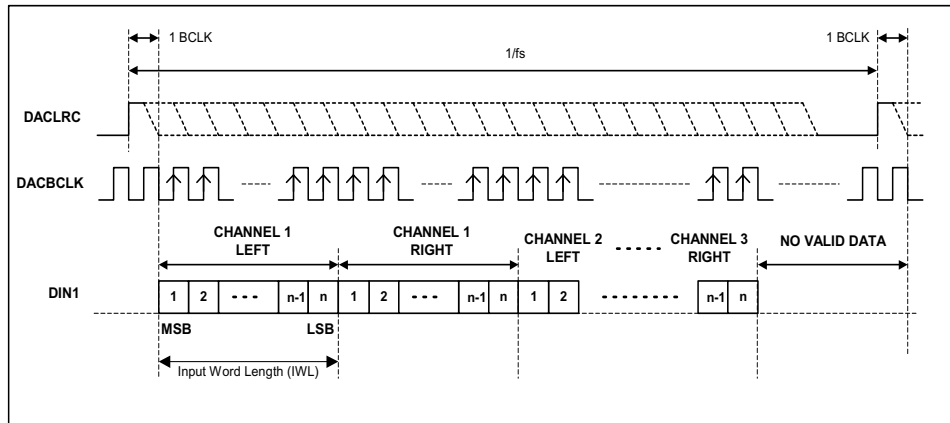 1 BCLK
1 BCLK
1/fs
DACLRC
DACBCLK
CHANNEL 1
LEFT
CHANNEL 1
RIGHT
CHANNEL 2
LEFT
CHANNEL 3
RIGHT
NO VALID DATA
DIN1
1 2 n-1 n 1 2 n-1 n 1 2 n-1 n
MSB
LSB
Input Word Length (IWL)